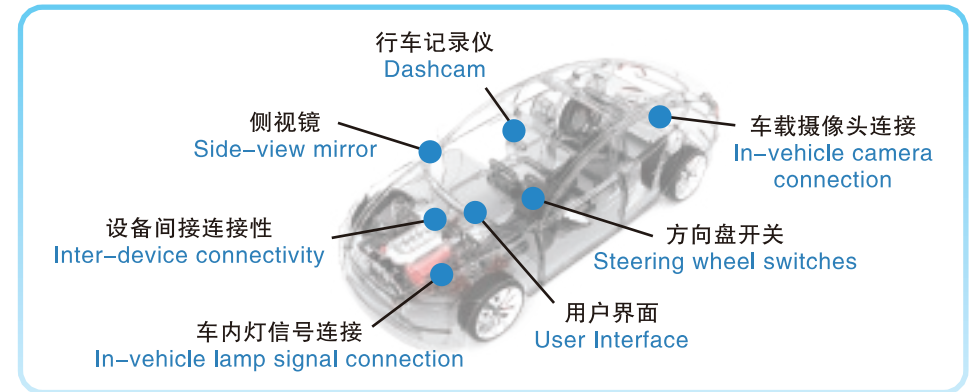 行车记录仪
Dashcam
侧视镜
Side–view mirror
车载摄像头连接
In–vehicle camera
connection
设备间接连接性
Inter–device connectivity
方向盘开关
Steering wheel switches
用户界面
User Interface
车内灯信号连接
In–vehicle lamp signal connection